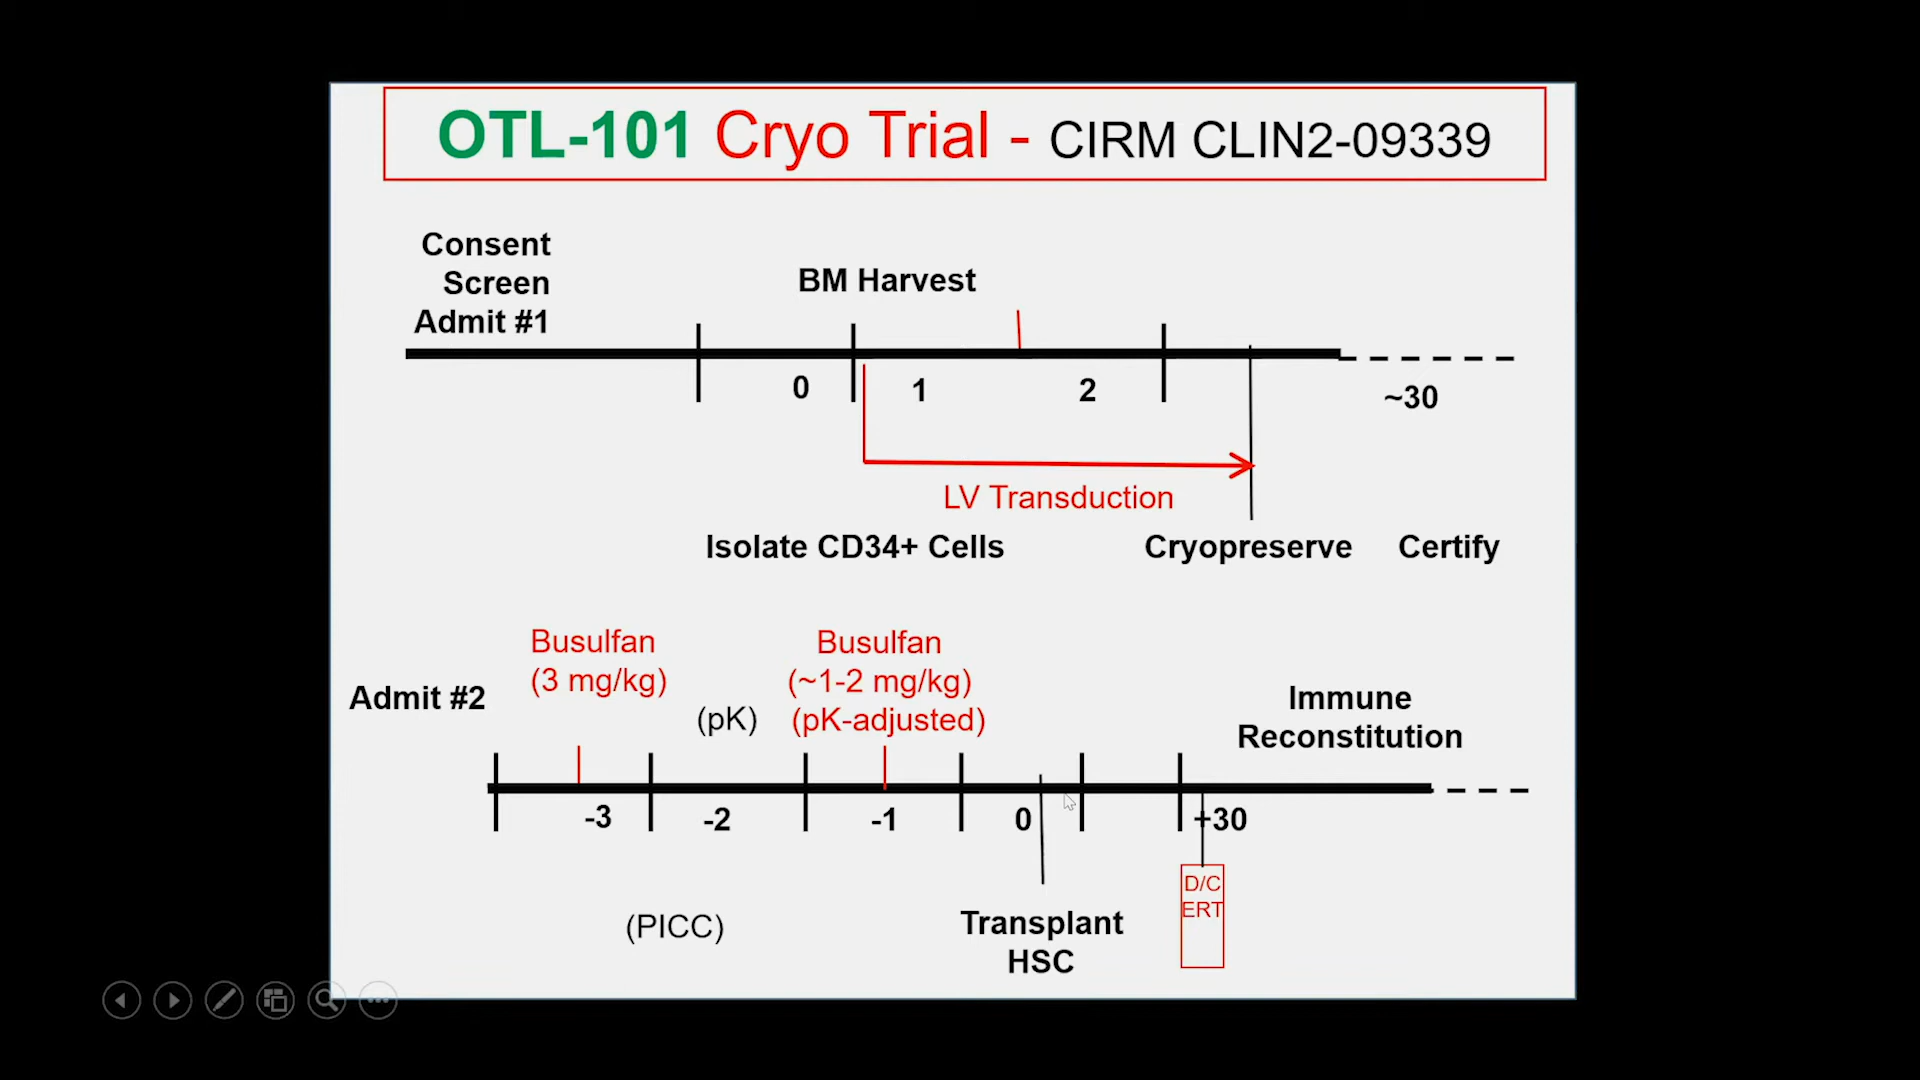 OTL-101 Cryo Trial - CIRM CLIN2-09339
Consent
Screen
Admit #1
BM Harvest
0
1
2
~30
LV Transduction
Isolate CD34+ Cells
Cryopreserve
Certify
Admit #2
Busulfan
(3 mg/kg)
(pK)
Busulfan
(~1-2 mg/kg)
(pK-adjusted)
Immune
Reconstitution
-3
-2
-1
0
+30
(PICC)
Transplant
HSC
D/C
ERT